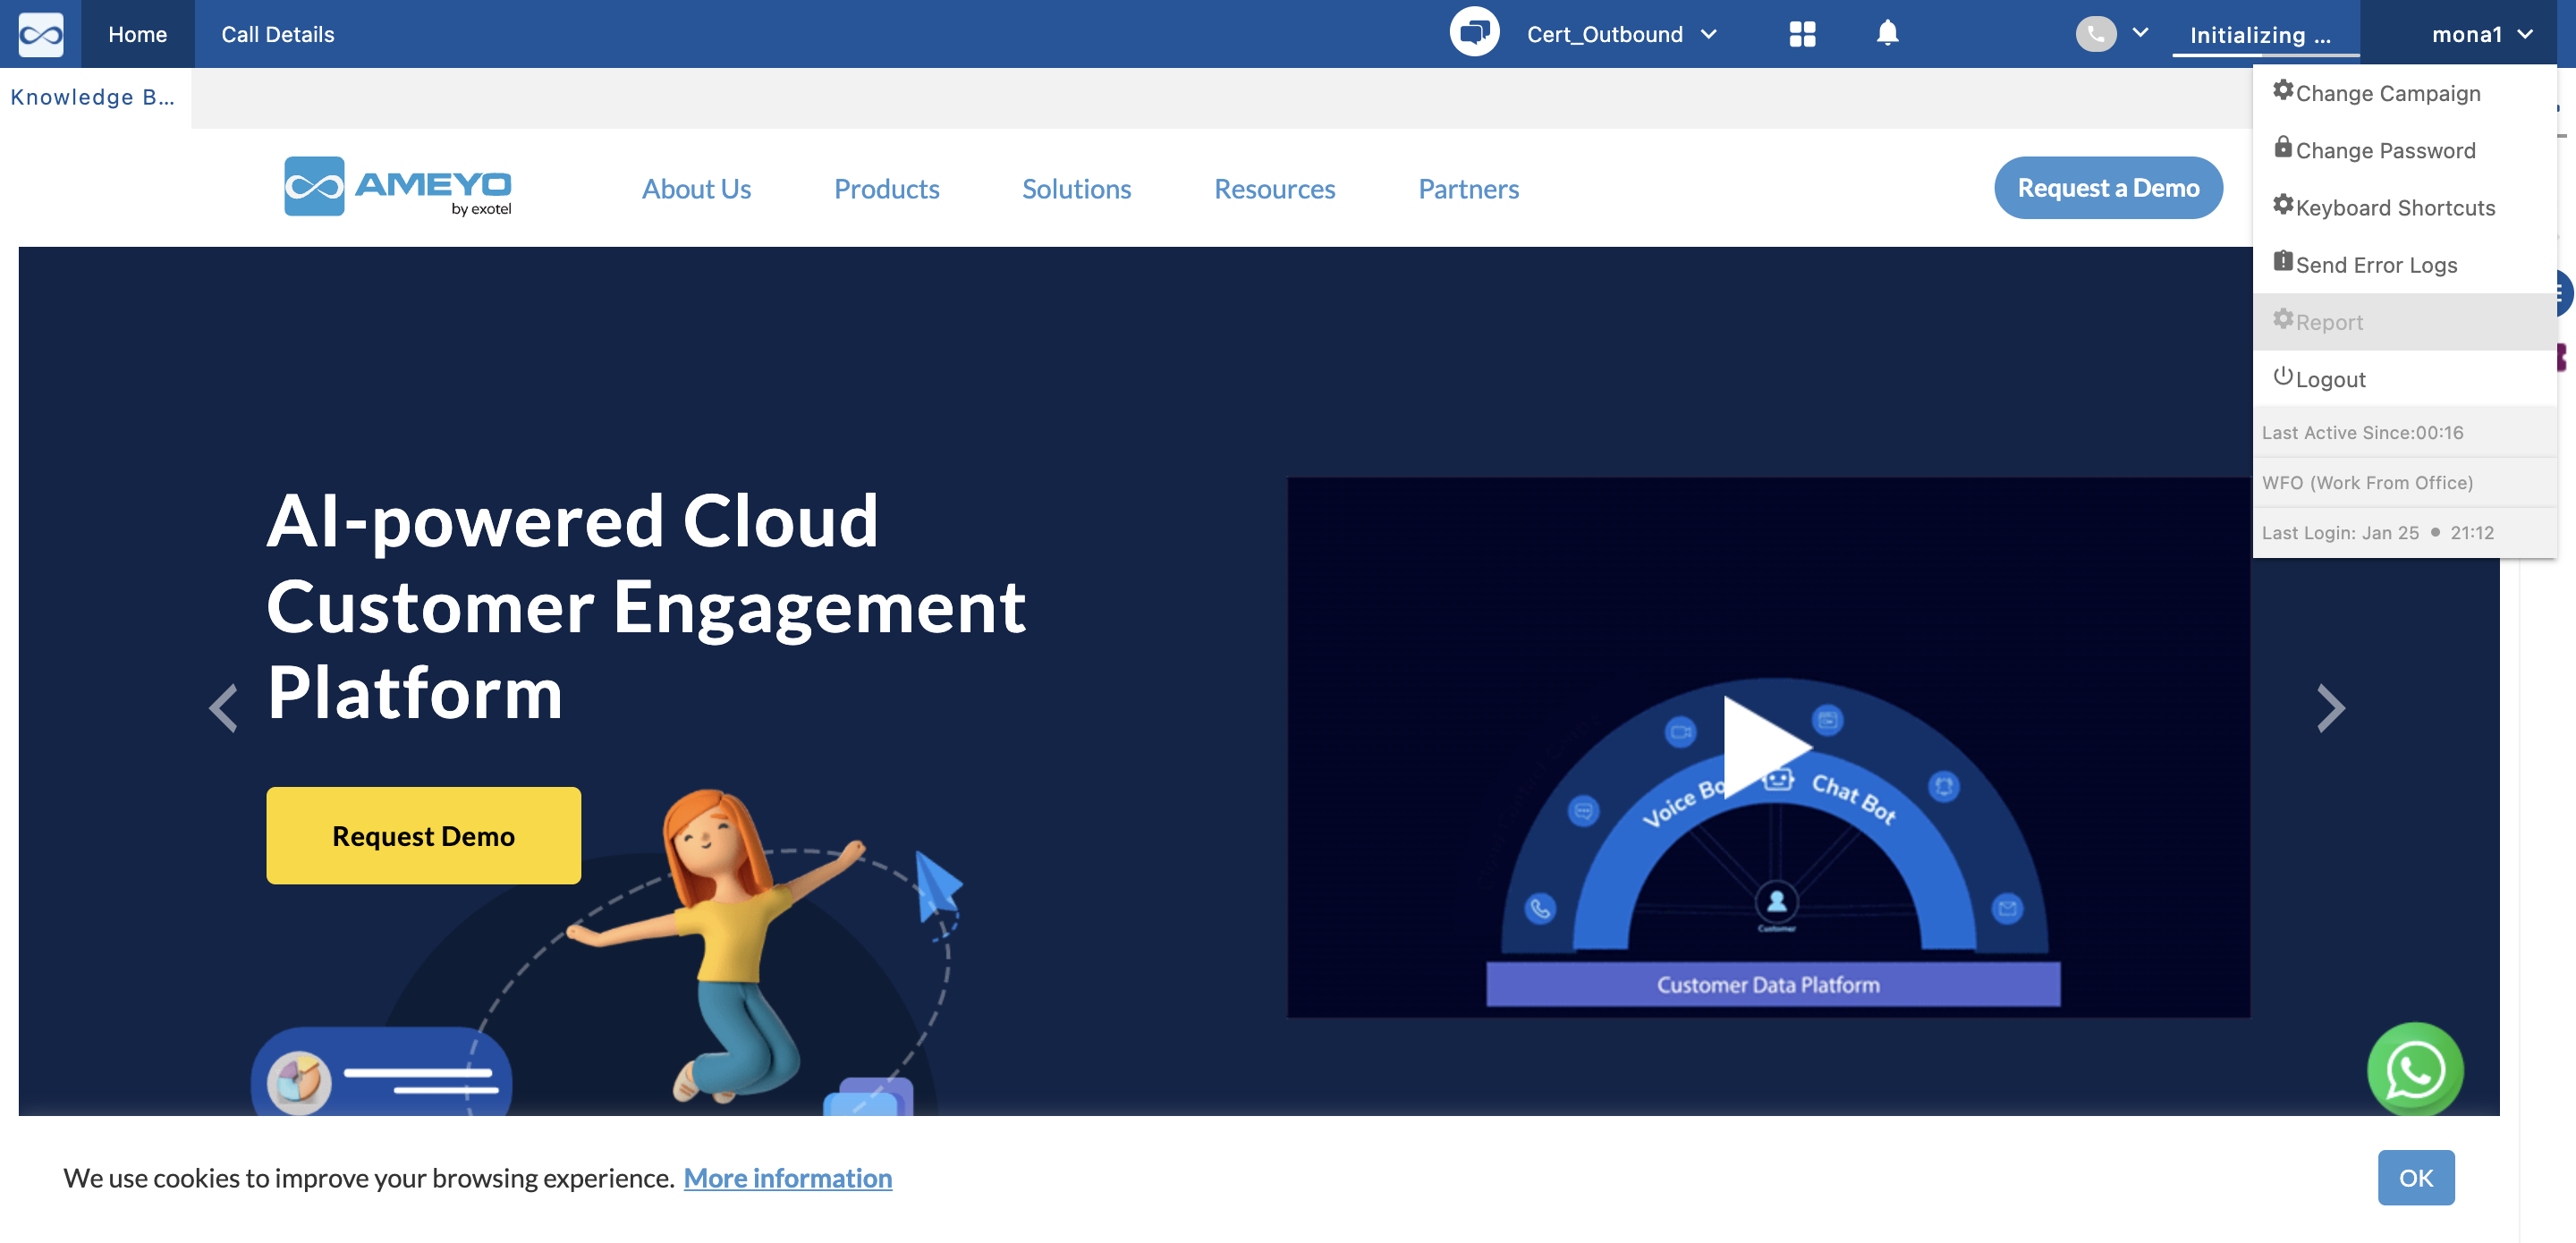 Home
Call Details
Cert_Outbound
Initializing ...
mona1
Knowledge B...
Change Campaign
Change Password
Keyboard Shortcuts
Send Error Logs
Report
Logout
Last Active Since:00:16
WFO (Work From Office)
Last Login: Jan 25 • 21:12
AMEYO
by exotel
About Us
Products
Solutions
Resources
Partners
Request a Demo
AI-powered Cloud
Customer Engagement
Platform
Request Demo
Voice Bo
Chat Bot
Customer
Customer Data Platform
We use cookies to improve your browsing experience. More information
OK